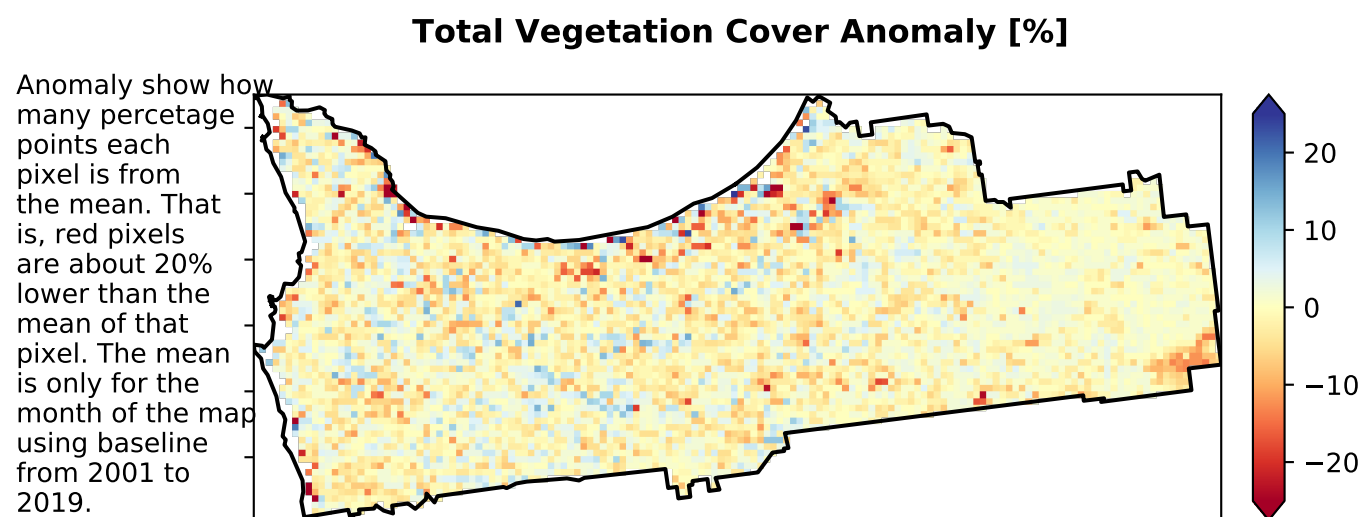 Total Vegetation Cover Anomaly [%]
Anomaly show how
many percetage
points each
pixel is from
the mean. That
is, red pixels
are about 20%
lower than the
mean of that
pixel. The mean
is only for the
month of the map
using baseline
from 2001 to
2019.
20
10
0
−10
−20